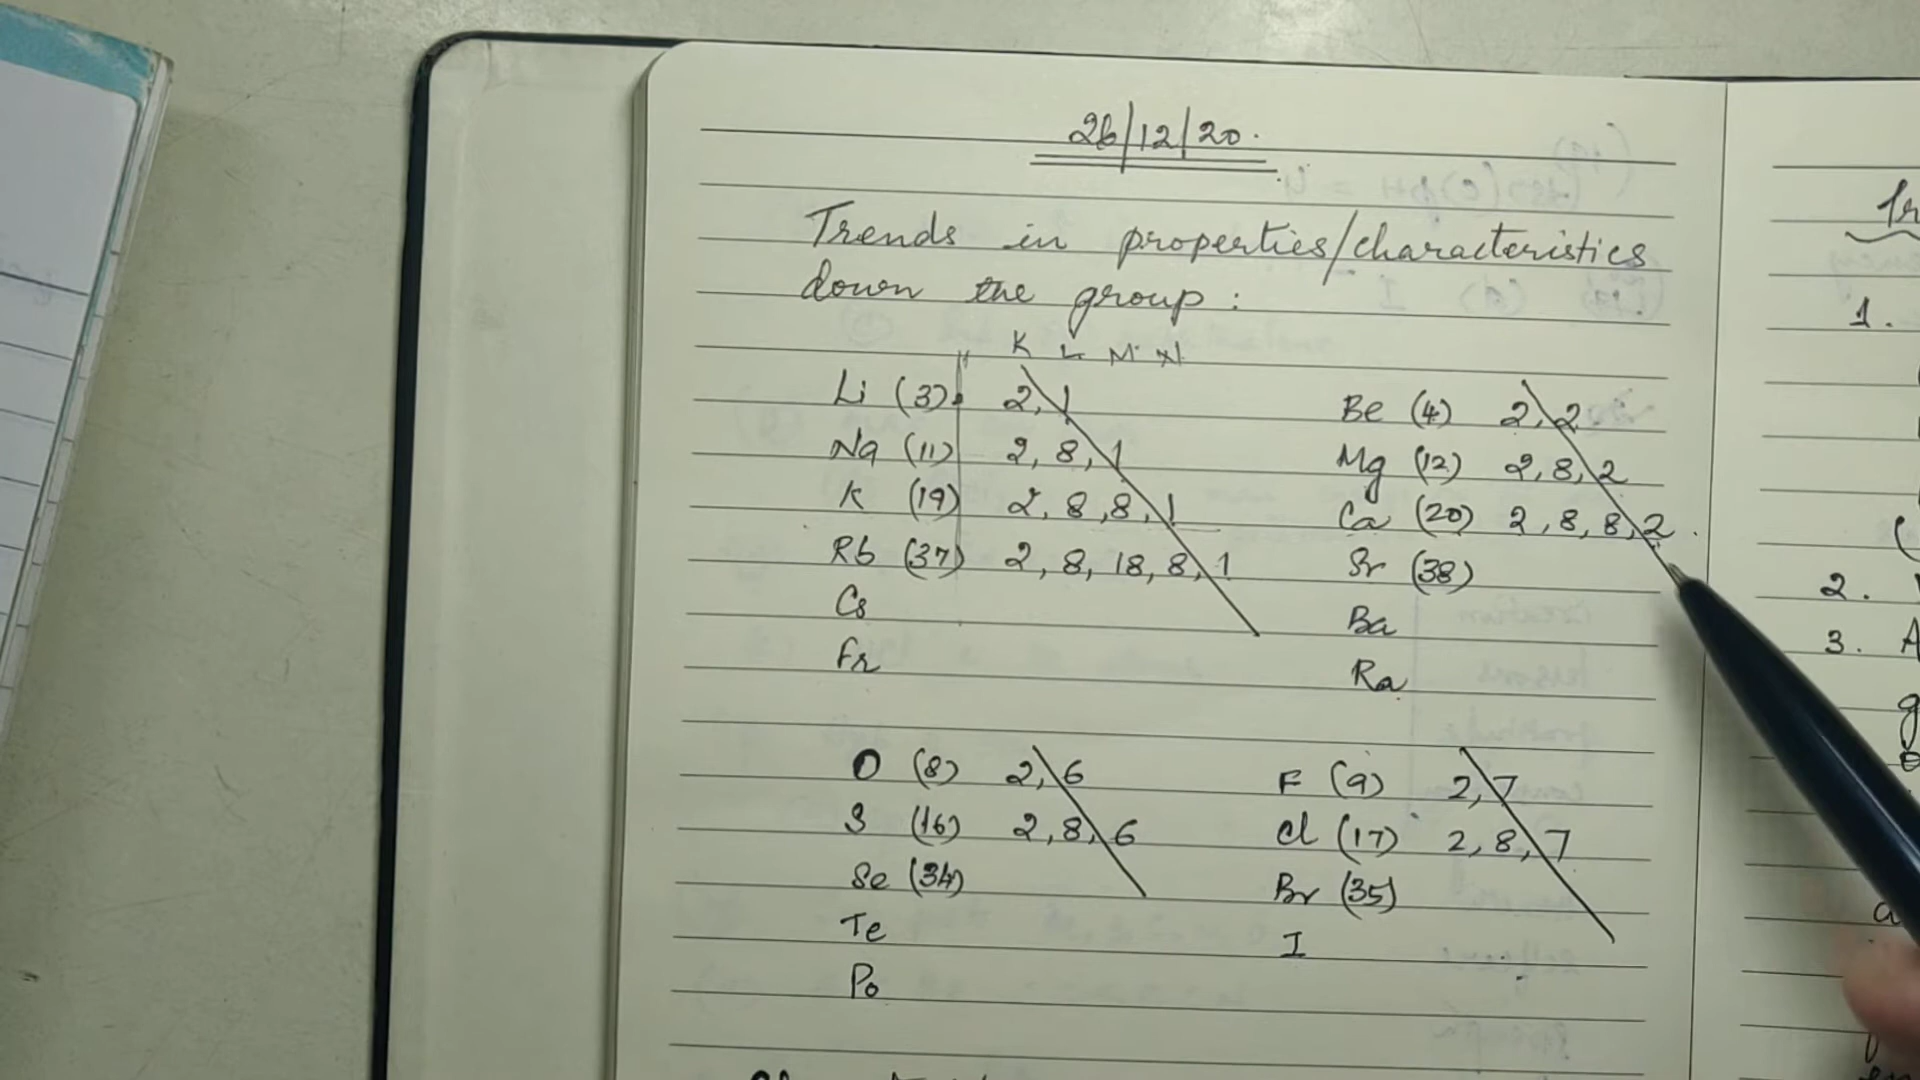 26/12/20.
Trends in properties/characteristics
down the group:
K L M N
Li (3) 2, 1
Na (11) 2, 8, 1
K (19) 2, 8, 8, 1
Rb (37) 2, 8, 18, 8, 1
Cs
Fr
Be (4) 2, 2
Mg (12) 2, 8, 2
Ca (20) 2, 8, 8, 2
Sr (38)
Ba
Ra
O (8) 2, 6
S (16) 2, 8, 6
Se (34)
Te
Po
F (9) 2, 7
Cl (17) 2, 8, 7
Br (35)
I
1.
2.
3.